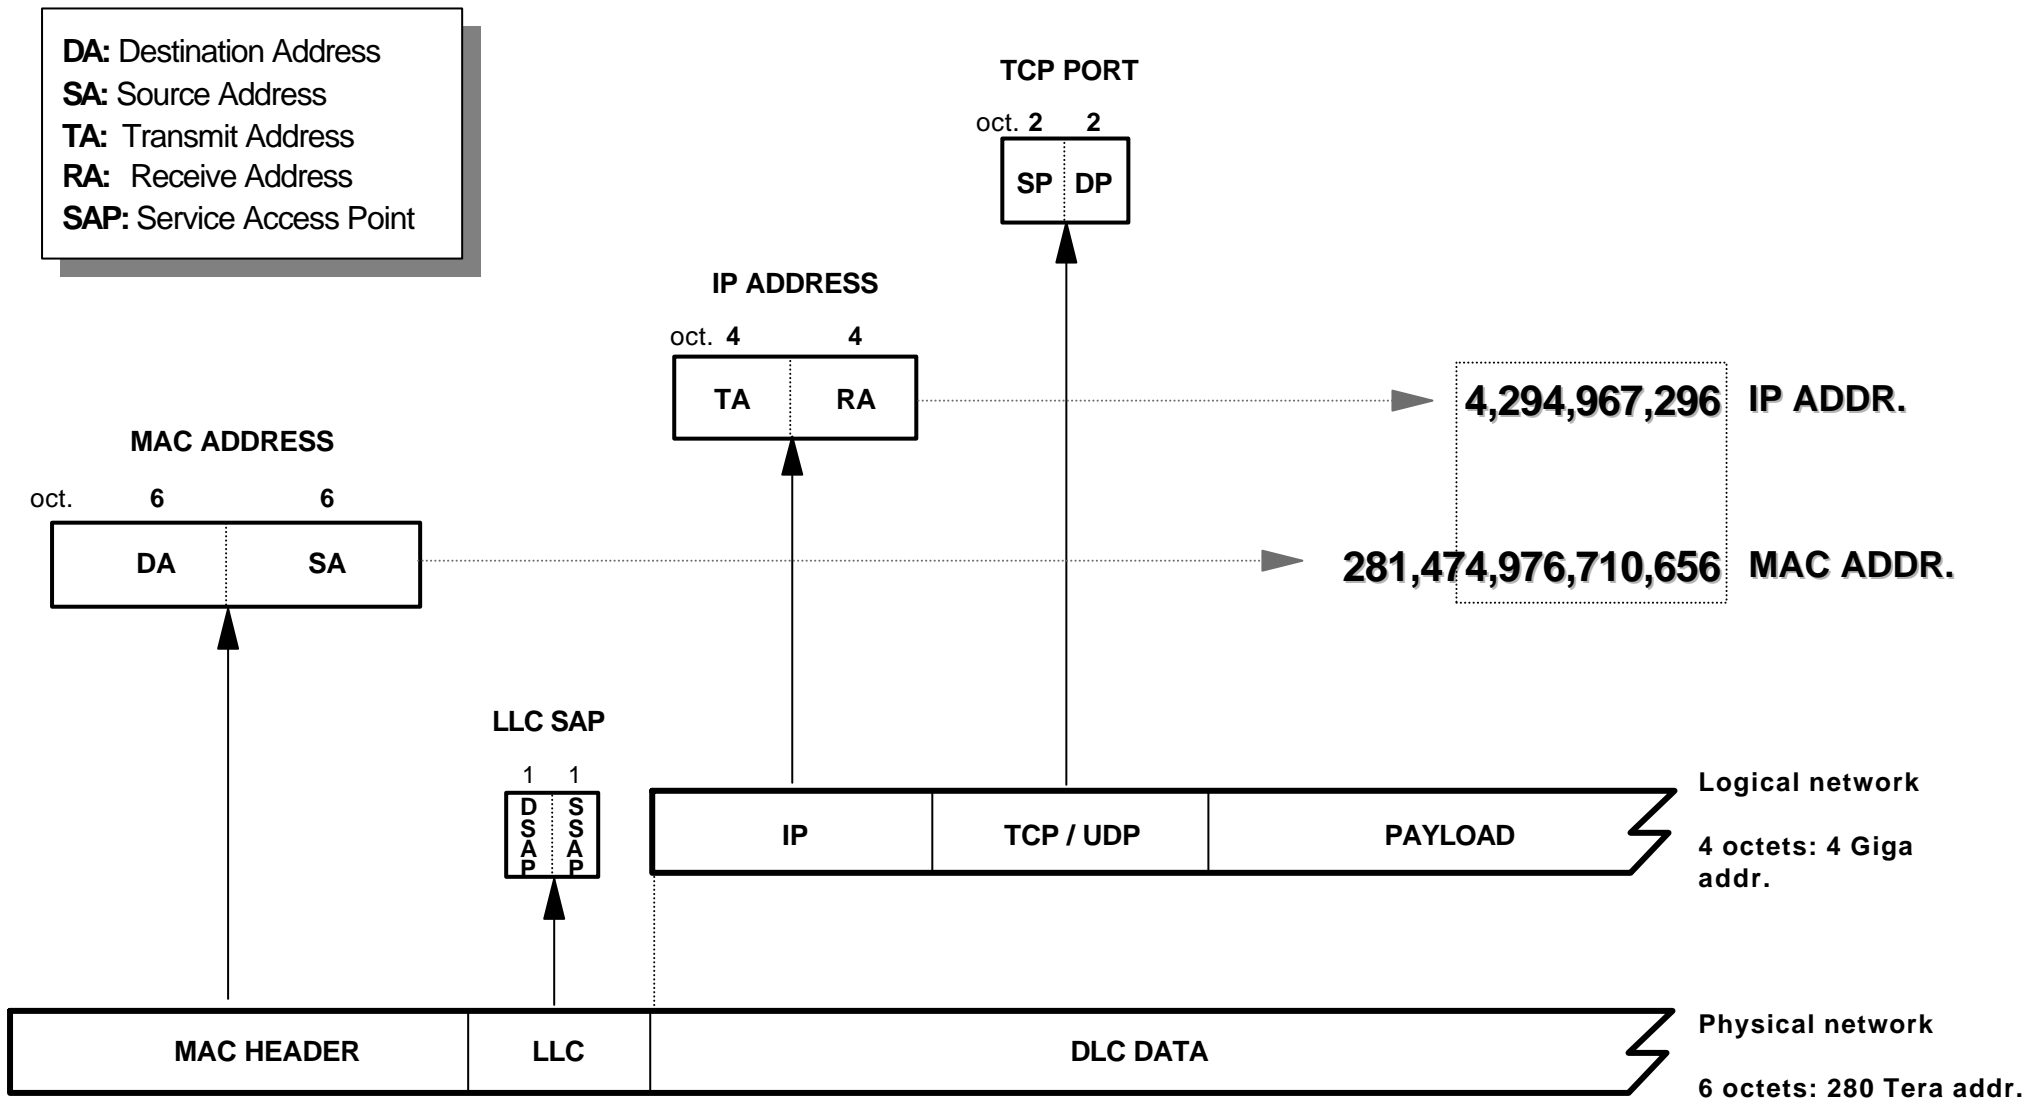 DA: Destination Address
SA: Source Address
TA: Transmit Address
RA: Receive Address
SAP: Service Access Point
TCP PORT
oct. 2 2
SP DP
IP ADDRESS
oct. 4 4
TA RA
4,294,967,296 IP ADDR.
MAC ADDRESS
oct. 6 6
DA SA
281,474,976,710,656 MAC ADDR.
LLC SAP
1 1
DSAP SSAP
IP TCP / UDP PAYLOAD
Logical network
4 octets: 4 Giga
addr.
MAC HEADER LLC DLC DATA
Physical network
6 octets: 280 Tera addr.